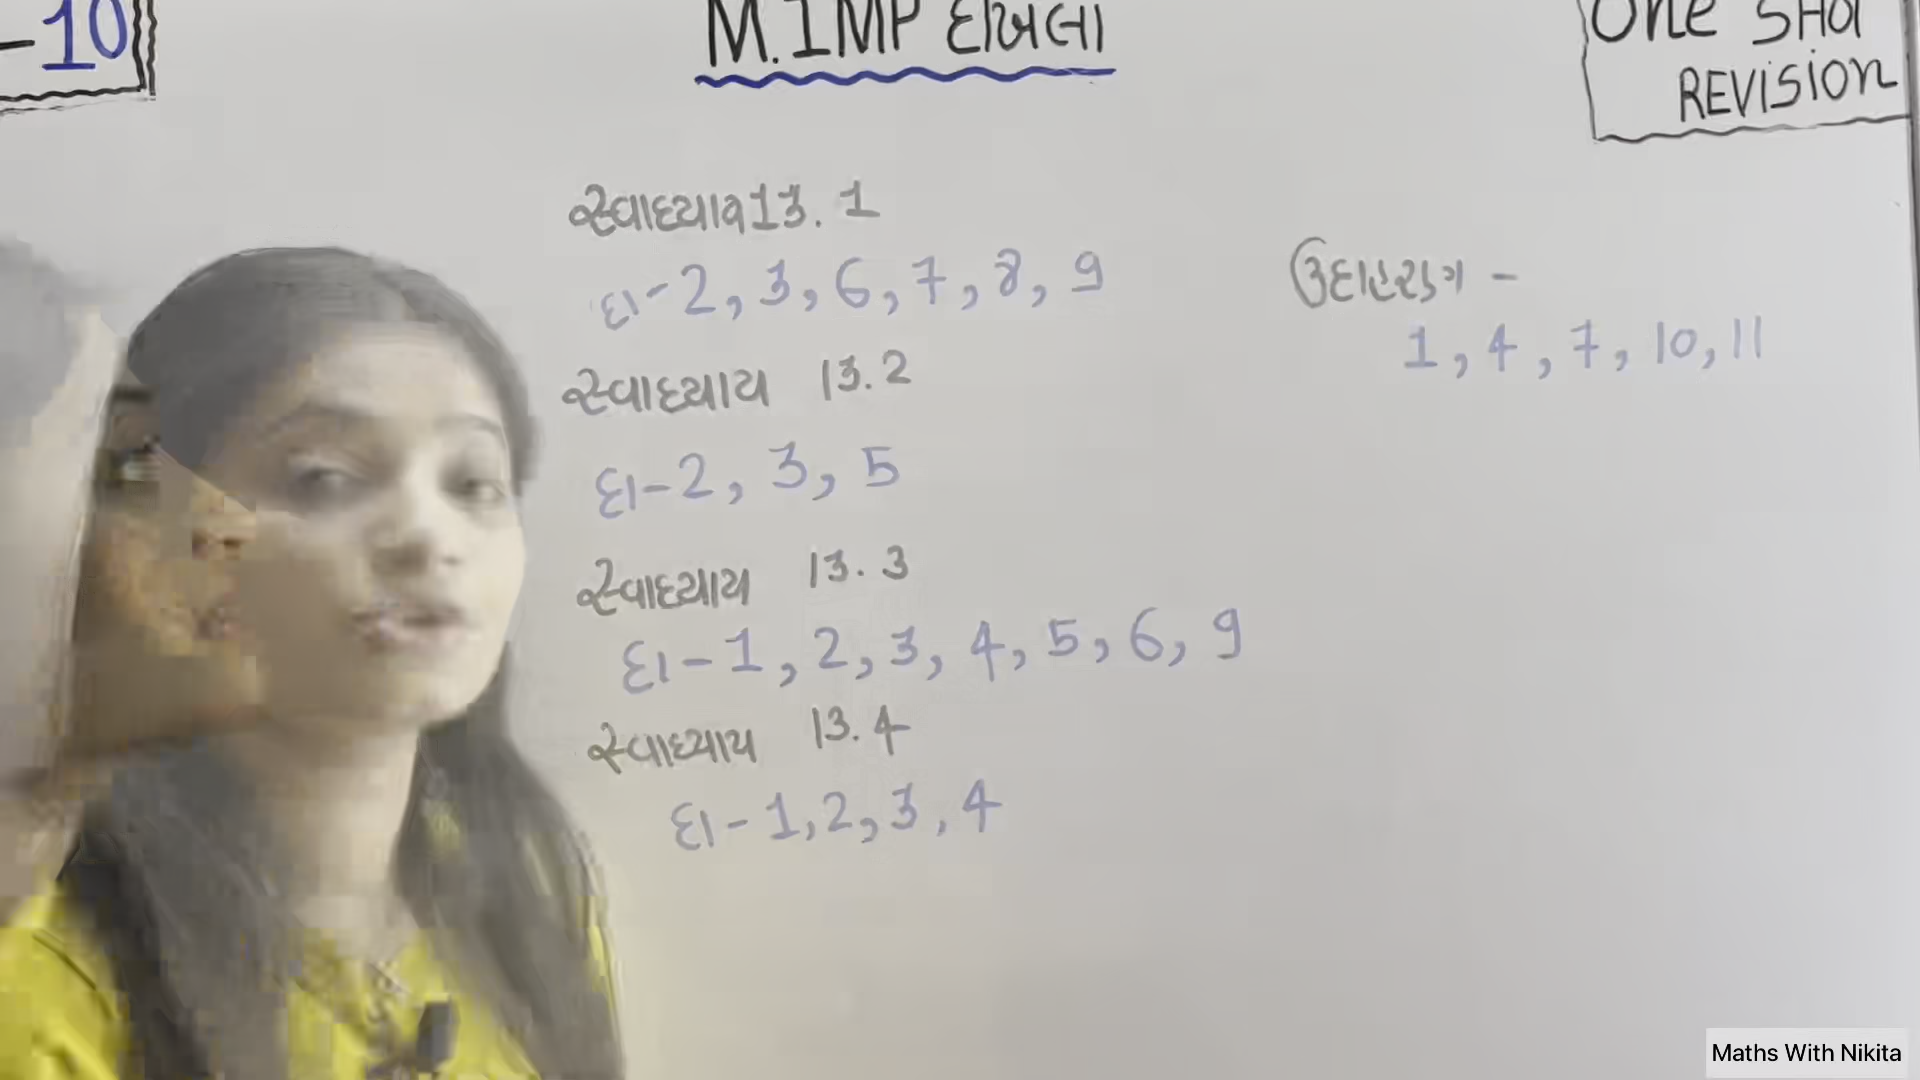 -10
M. IMP દાખલા
One SHOT
REVISION
સ્વાધ્યાય 13.1
દા-2, 3, 6, 7, 8, 9
ઉદાહરણ -
1, 4, 7, 10, 11
સ્વાધ્યાય 13.2
દા-2, 3, 5
સ્વાધ્યાય 13.3
દા-1, 2, 3, 4, 5, 6, 9
સ્વાધ્યાય 13.4
દા-1, 2, 3, 4
Maths With Nikita